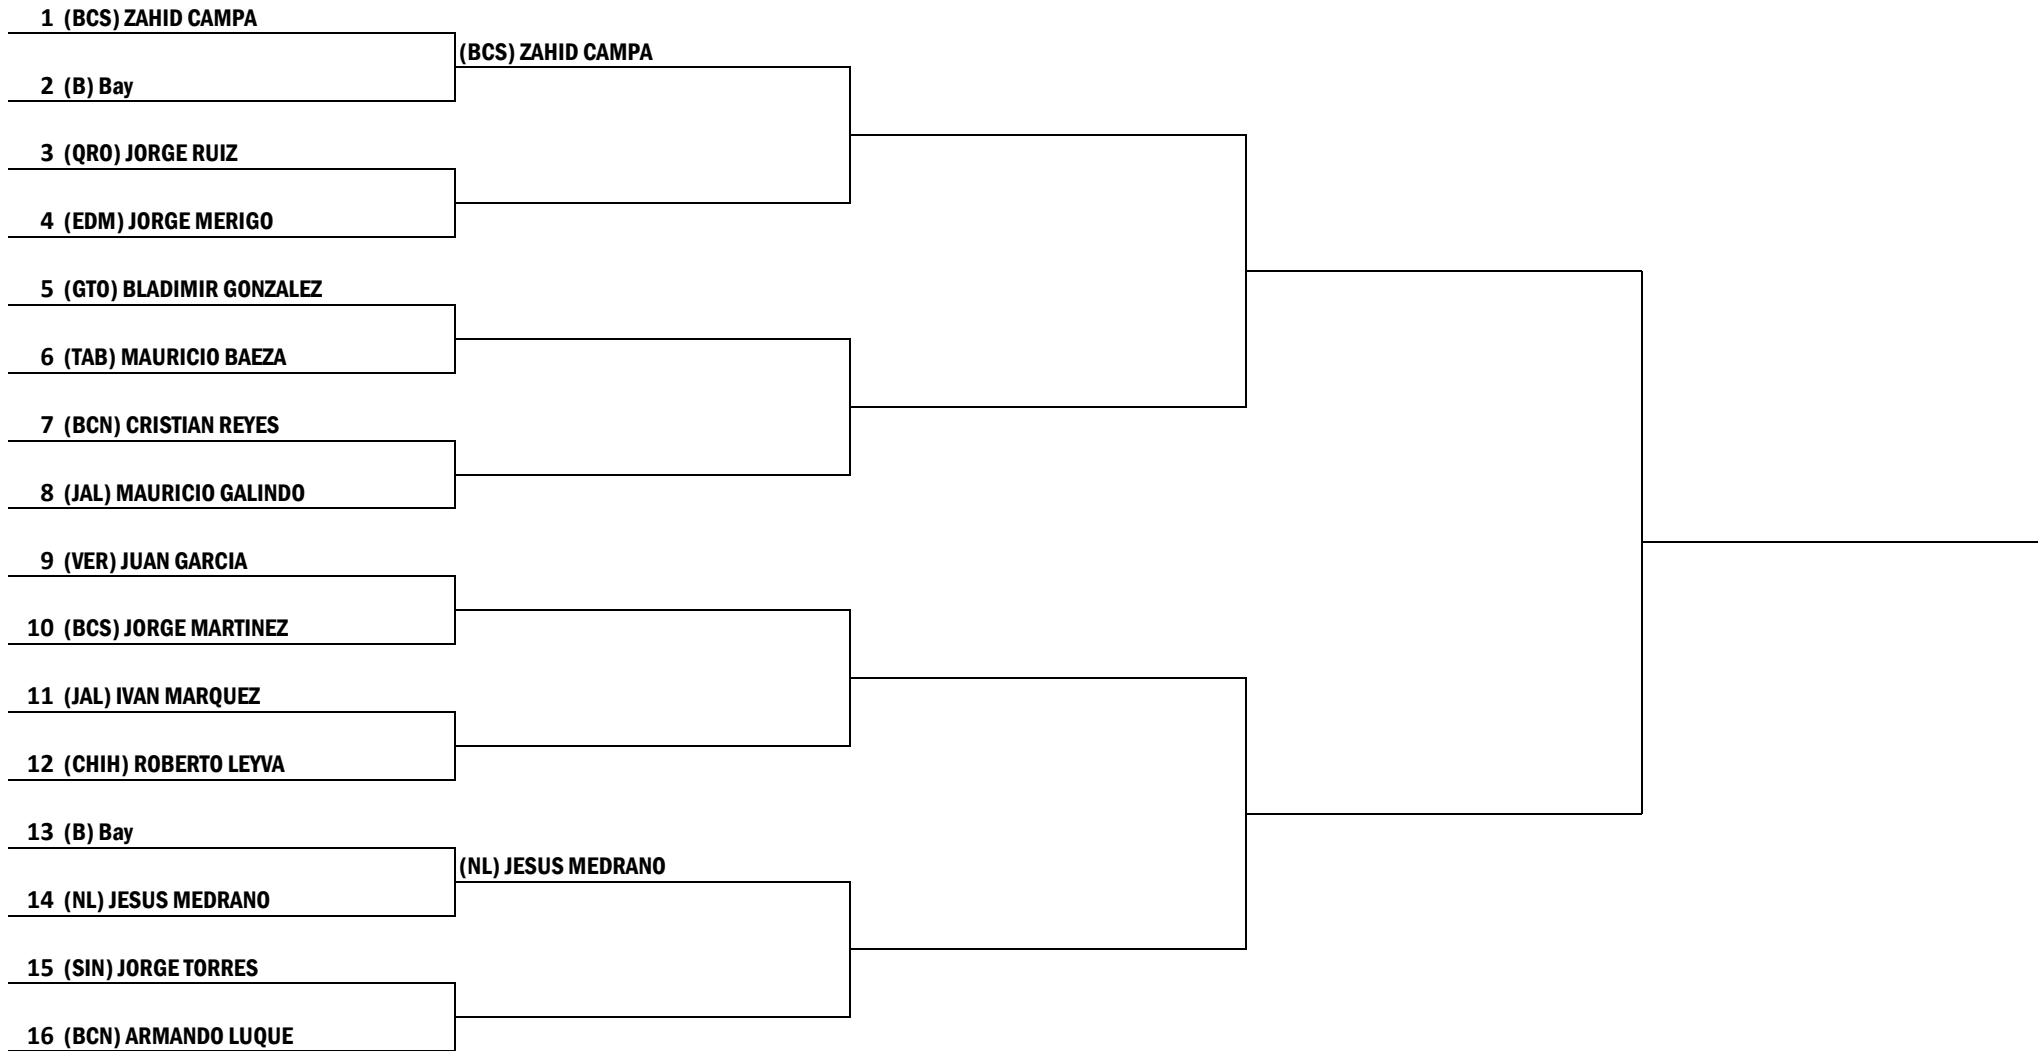 1 (BCS) ZAHID CAMPA
(BCS) ZAHID CAMPA
2 (B) Bay
3 (QRO) JORGE RUIZ
4 (EDM) JORGE MERIGO
5 (GTO) BLADIMIR GONZALEZ
6 (TAB) MAURICIO BAEZA
7 (BCN) CRISTIAN REYES
8 (JAL) MAURICIO GALINDO
9 (VER) JUAN GARCIA
10 (BCS) JORGE MARTINEZ
11 (JAL) IVAN MARQUEZ
12 (CHIH) ROBERTO LEYVA
13 (B) Bay
(NL) JESUS MEDRANO
14 (NL) JESUS MEDRANO
15 (SIN) JORGE TORRES
16 (BCN) ARMANDO LUQUE